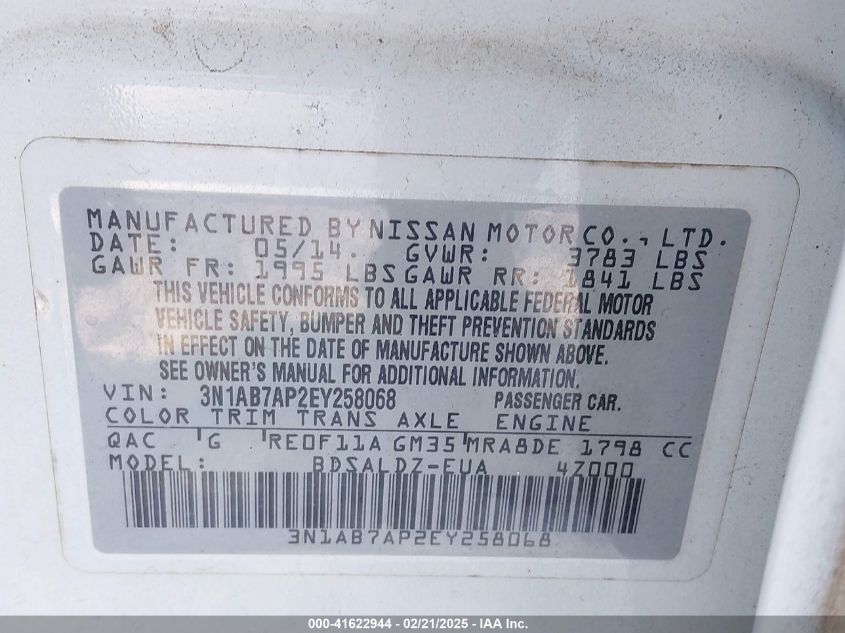 MANUFACTURED BY NISSAN MOTOR CO., LTD.
DATE: 05/14 GVWR: 3783 LBS
GAWR FR: 1995 LBS GAWR RR: 1841 LBS
THIS VEHICLE CONFORMS TO ALL APPLICABLE FEDERAL MOTOR
VEHICLE SAFETY, BUMPER AND THEFT PREVENTION STANDARDS
IN EFFECT ON THE DATE OF MANUFACTURE SHOWN ABOVE.
SEE OWNER'S MANUAL FOR ADDITIONAL INFORMATION.
VIN: 3N1AB7AP2EY258068 PASSENGER CAR.
COLOR TRIM TRANS AXLE ENGINE
QAC G RE0F11A GM35 MRA8DE 1798 CC
MODEL: BDSALDZ-EUA 4Z000
3N1AB7AP2EY258068
000-41622944 - 02/21/2025 - IAA Inc.